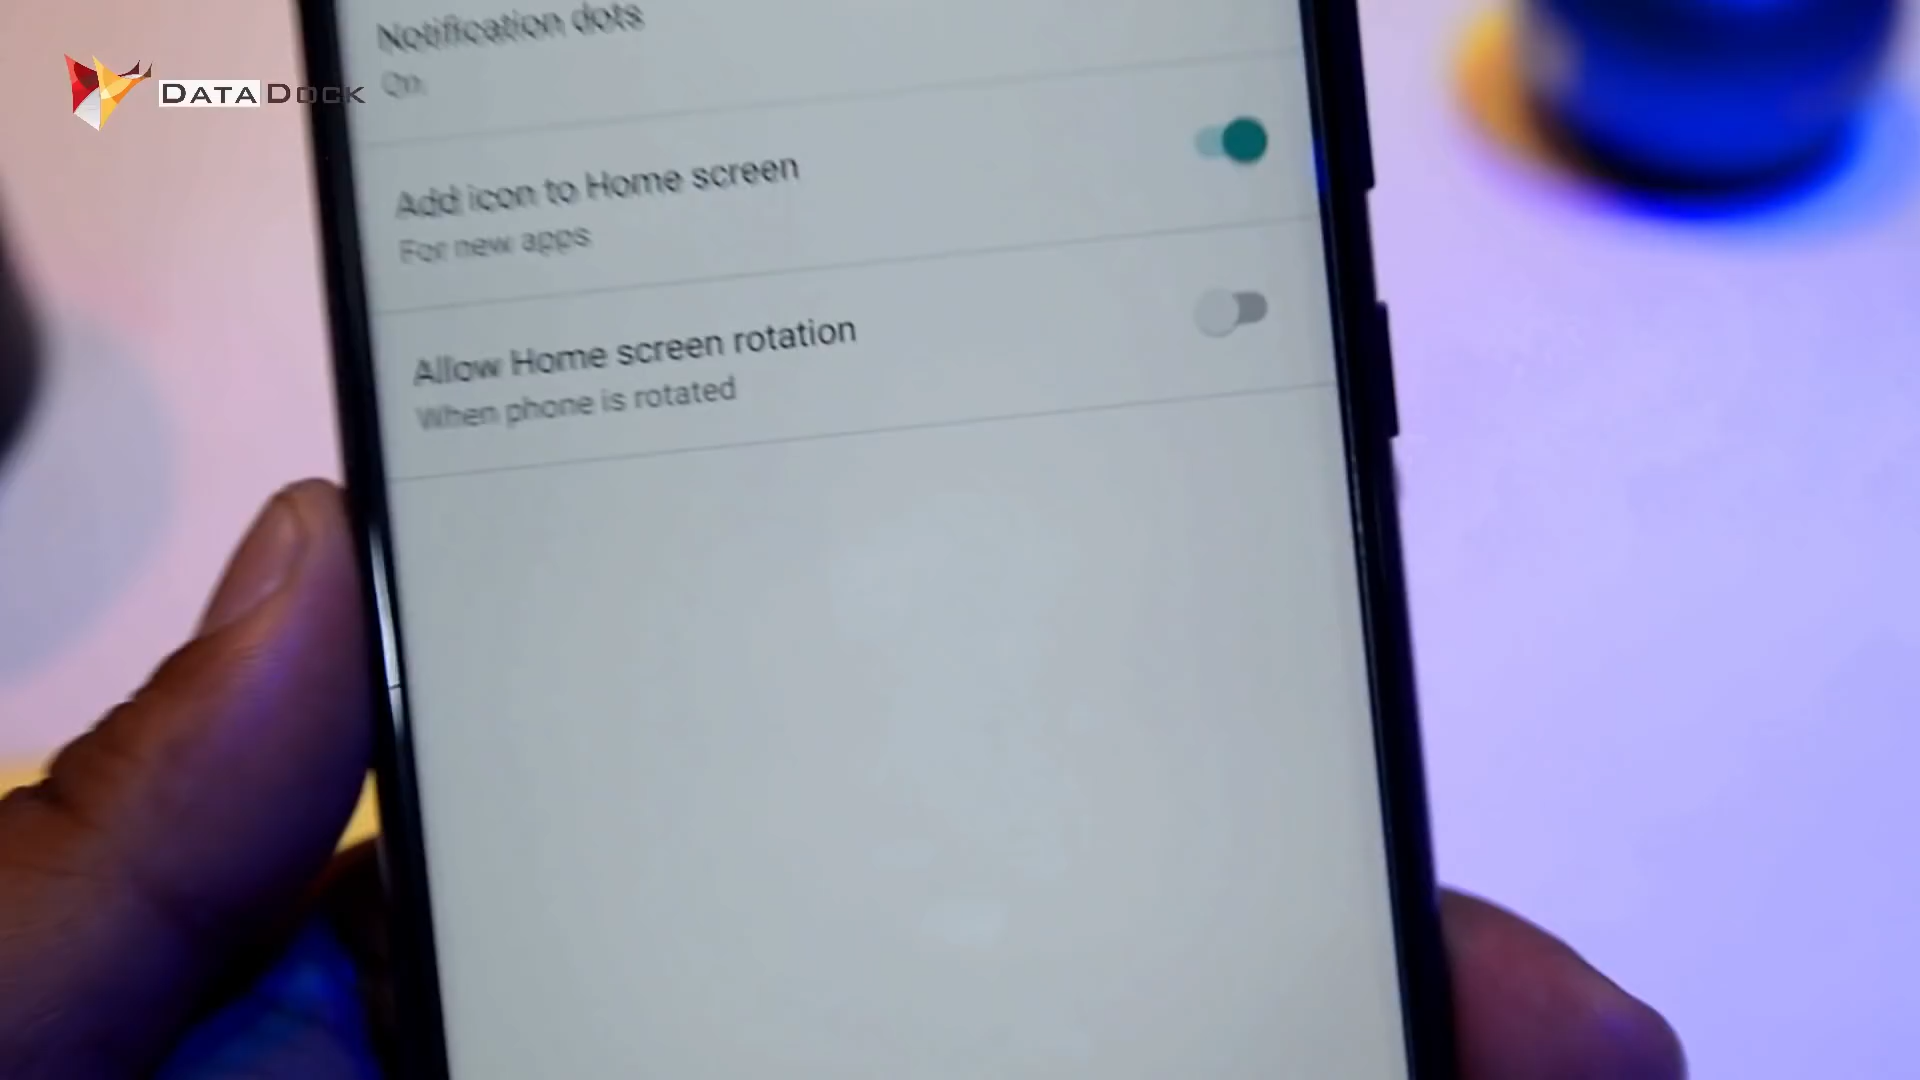 Notification dots
On
DATA DOCK
Add icon to Home screen
For new apps
Allow Home screen rotation
When phone is rotated